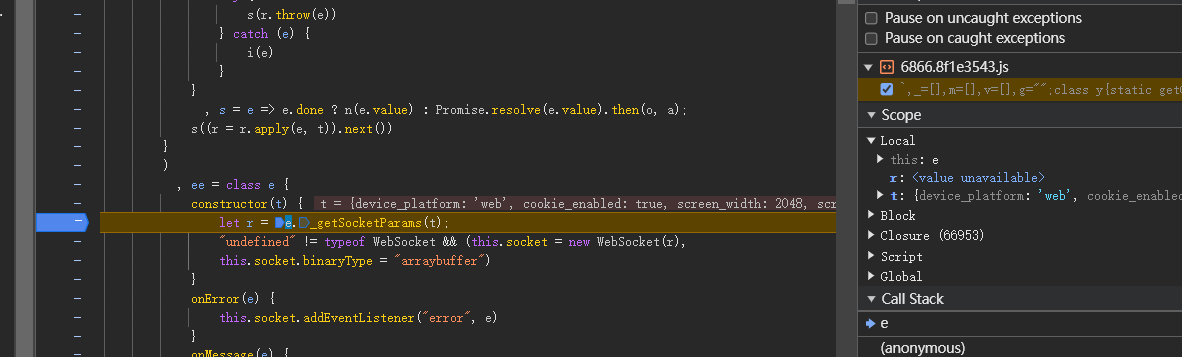 s(r.throw(e))
} catch (e) {
i(e)
}
}
, s = e => e.done ? n(e.value) : Promise.resolve(e.value).then(o, a);
s((r = r.apply(e, t)).next())
}
)
, ee = class e {
constructor(t) { t = {device_platform: 'web', cookie_enabled: true, screen_width: 2048, scr
let r = e._getSocketParams(t);
"undefined" != typeof WebSocket && (this.socket = new WebSocket(r),
this.socket.binaryType = "arraybuffer")
}
onError(e) {
this.socket.addEventListener("error", e)
}
onMessage(e) {
Pause on uncaught exceptions
Pause on caught exceptions
6866.8f1e3543.js
`,_=[],m=[],v=[],g="";class y{static get
Scope
Local
this: e
r: <value unavailable>
t: {device_platform: 'web', cookie_enabled:
Block
Closure (66953)
Script
Global
Call Stack
e
(anonymous)